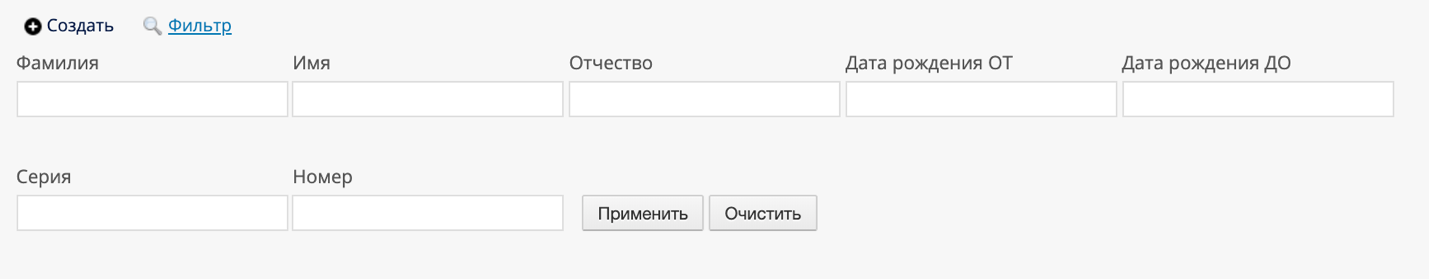 Создать Фильтр
Фамилия Имя Отчество Дата рождения ОТ Дата рождения ДО
Серия Номер
Применить Очистить